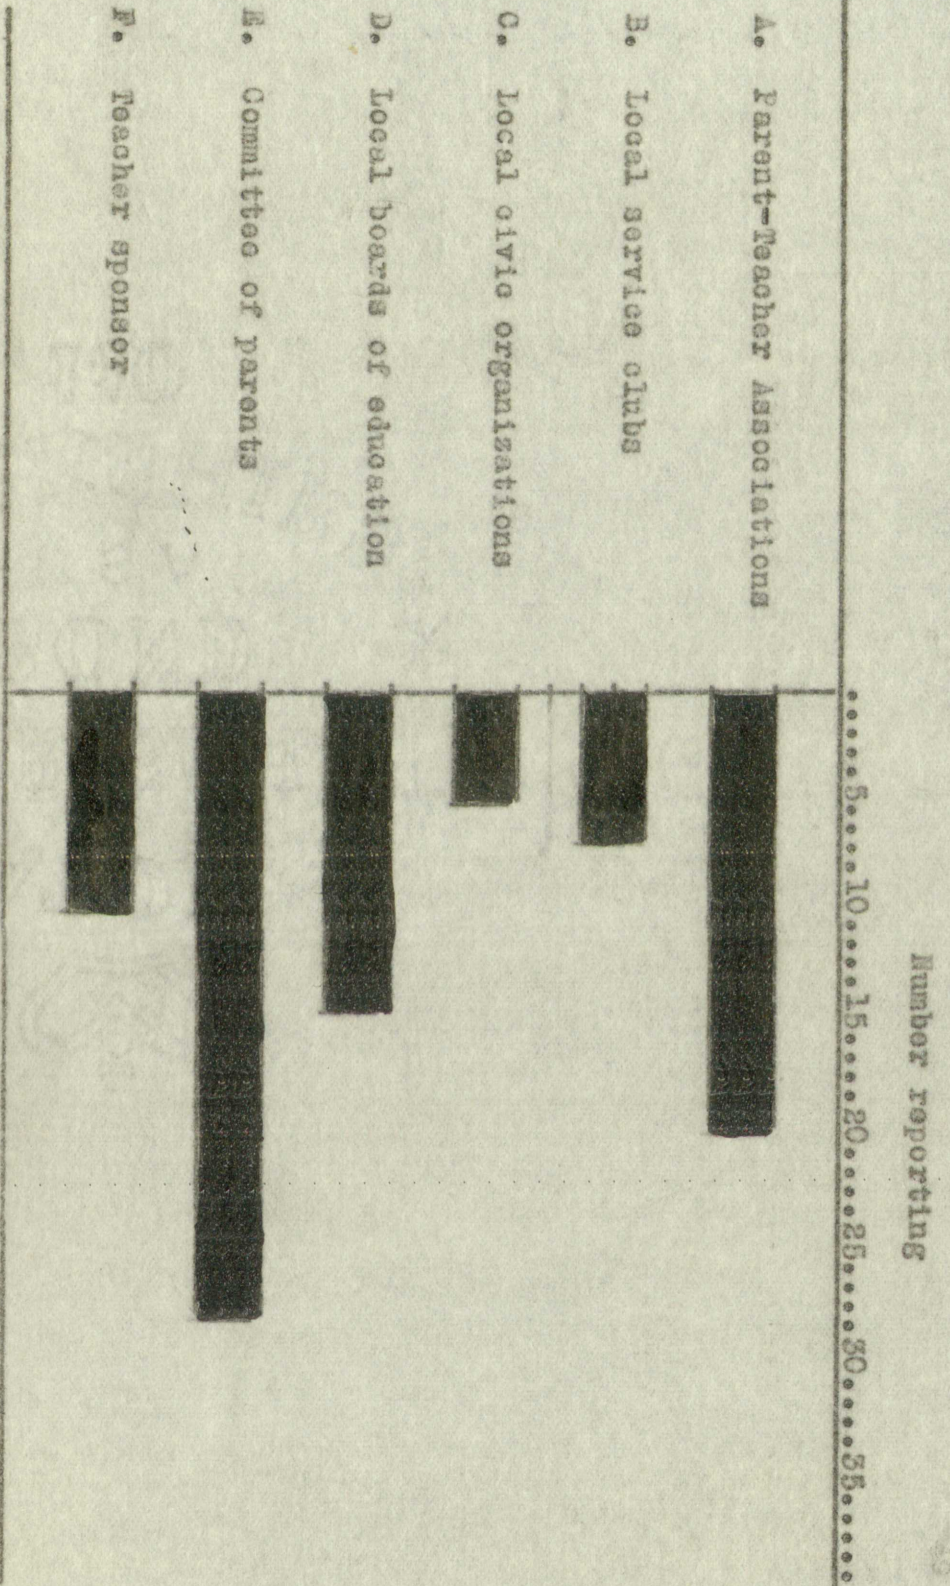 Number reporting
.....5....10....15....20....25....30....35.....
A. Parent-Teacher Associations
B. Local service clubs
C. Local civic organizations
D. Local boards of education
E. Committee of parents
F. Teacher sponsor